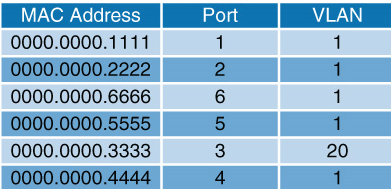 MAC Address Port VLAN
0000.0000.1111 1 1
0000.0000.2222 2 1
0000.0000.6666 6 1
0000.0000.5555 5 1
0000.0000.3333 3 20
0000.0000.4444 4 1